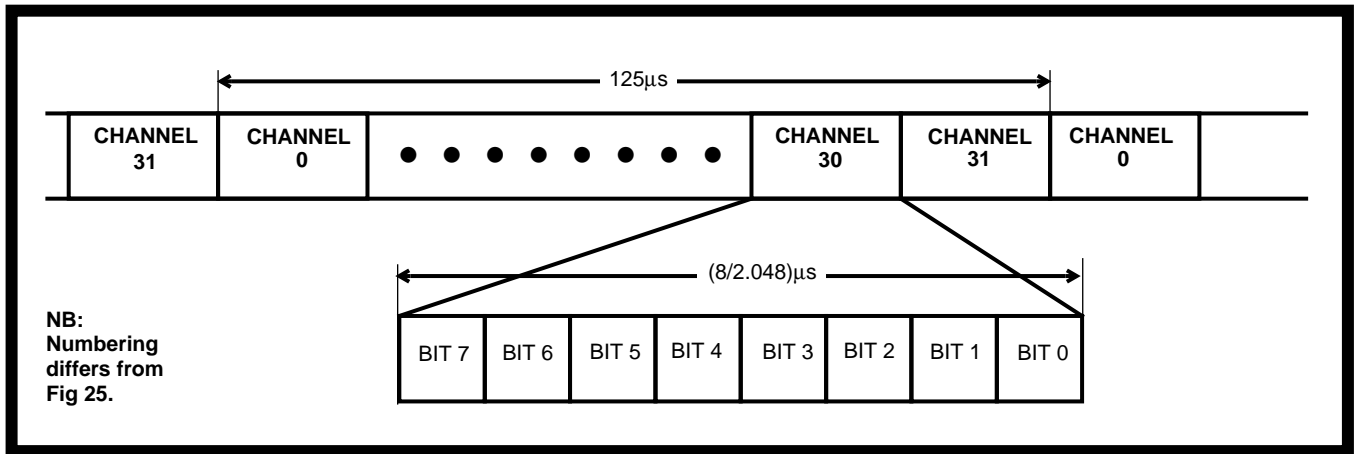 125μs
CHANNEL
31
CHANNEL
0
CHANNEL
30
CHANNEL
31
CHANNEL
0
(8/2.048)μs
NB:
Numbering
differs from
Fig 25.
BIT 7
BIT 6
BIT 5
BIT 4
BIT 3
BIT 2
BIT 1
BIT 0